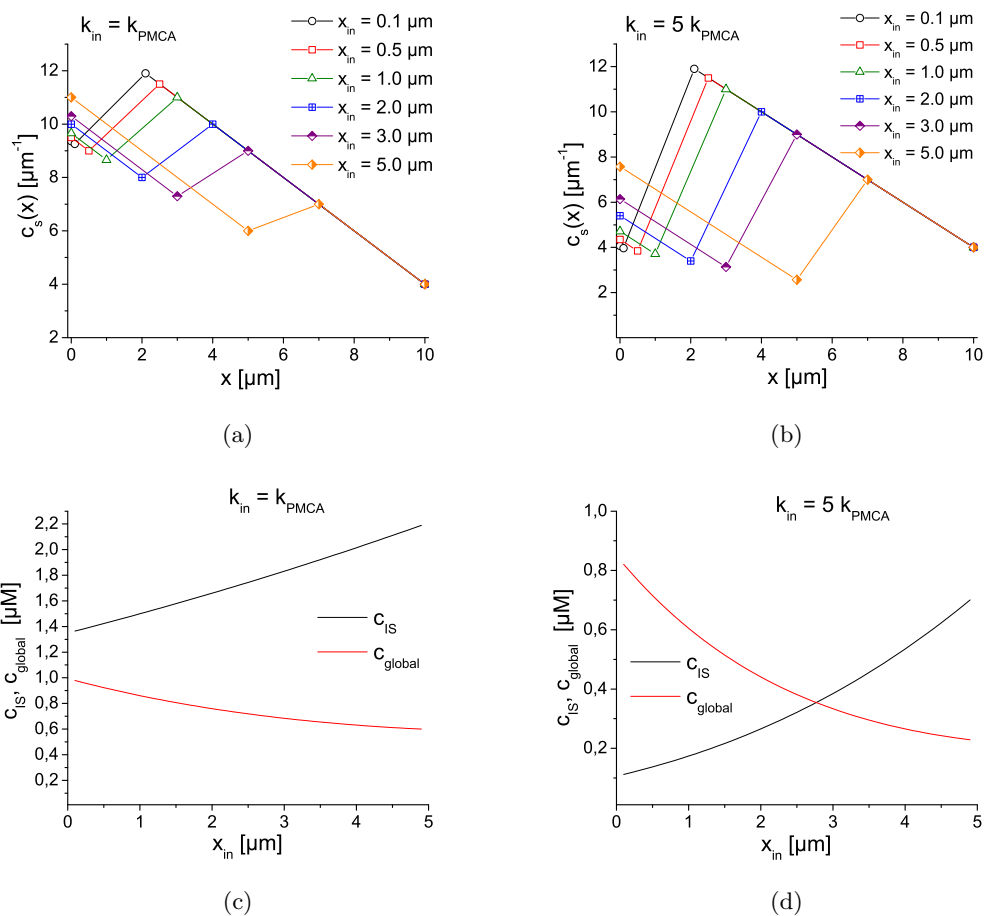 k_in = k_PMCA
x_in = 0.1 µm
x_in = 0.5 µm
x_in = 1.0 µm
x_in = 2.0 µm
x_in = 3.0 µm
x_in = 5.0 µm
c_s(x) [µm⁻¹]
12
10
8
6
4
2
0 2 4 6 8 10
x [µm]
(a)
k_in = 5 k_PMCA
x_in = 0.1 µm
x_in = 0.5 µm
x_in = 1.0 µm
x_in = 2.0 µm
x_in = 3.0 µm
x_in = 5.0 µm
c_s(x) [µm⁻¹]
12
10
8
6
4
2
0 2 4 6 8 10
x [µm]
(b)
k_in = k_PMCA
c_IS, c_global [µM]
2,2
2,0
1,8
1,6
1,4
1,2
1,0
0,8
0,6
0,4
0,2
c_IS
c_global
0 1 2 3 4 5
x_in [µm]
(c)
k_in = 5 k_PMCA
c_IS, c_global [µM]
1,0
0,8
0,6
0,4
0,2
c_IS
c_global
0 1 2 3 4 5
x_in [µm]
(d)